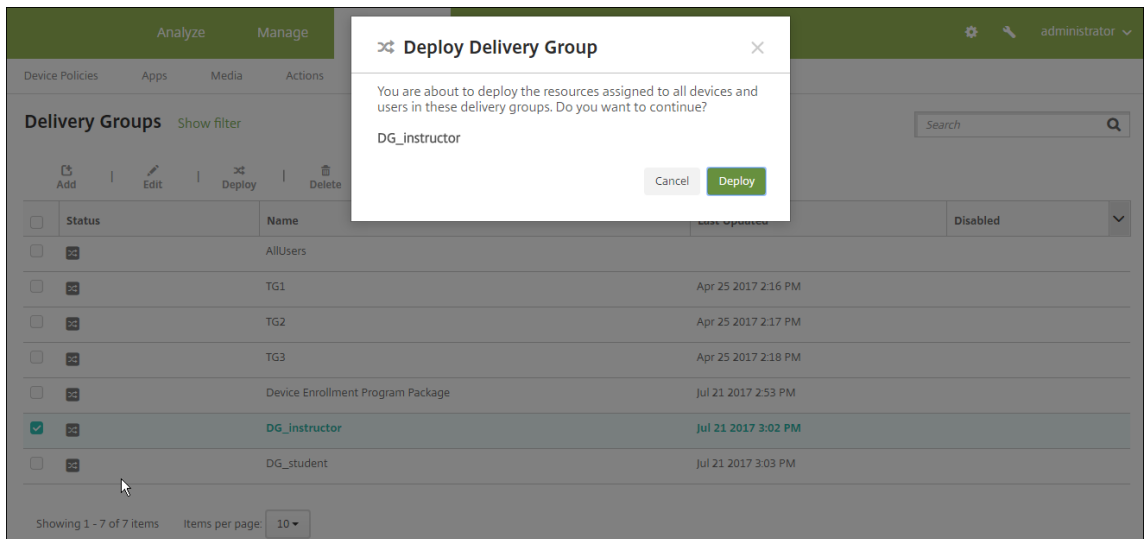 Analyze Manage
administrator
Deploy Delivery Group
You are about to deploy the resources assigned to all devices and
users in these delivery groups. Do you want to continue?
DG_instructor
Cancel Deploy
Device Policies Apps Media Actions
Delivery Groups Show filter
Search
Add | Edit | Deploy | Delete
Status Name Last Updated Disabled
AllUsers
TG1 Apr 25 2017 2:16 PM
TG2 Apr 25 2017 2:17 PM
TG3 Apr 25 2017 2:18 PM
Device Enrollment Program Package Jul 21 2017 2:53 PM
DG_instructor Jul 21 2017 3:02 PM
DG_student Jul 21 2017 3:03 PM
Showing 1 - 7 of 7 items Items per page: 10